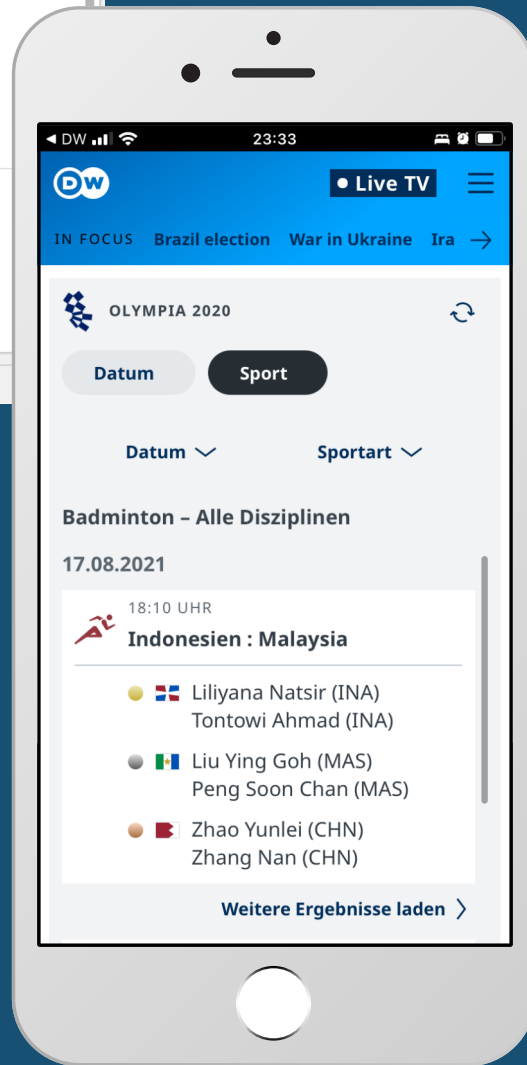 DW
23:33
DW
Live TV
IN FOCUS Brazil election War in Ukraine Ira
OLYMPIA 2020
Datum Sport
Datum Sportart
Badminton – Alle Disziplinen
17.08.2021
18:10 UHR
Indonesien : Malaysia
Liliyana Natsir (INA)
Tontowi Ahmad (INA)
Liu Ying Goh (MAS)
Peng Soon Chan (MAS)
Zhao Yunlei (CHN)
Zhang Nan (CHN)
Weitere Ergebnisse laden